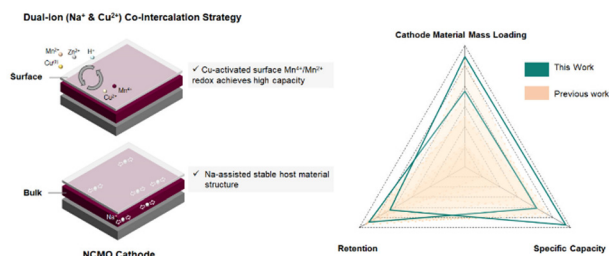 Dual-ion (Na⁺ & Cu²⁺) Co-Intercalation Strategy
Mn²⁺
Zn²⁺
H⁺
Cu²⁺
Surface
Mn⁴⁺
Cu²⁺
✓ Cu-activated surface Mn⁴⁺/Mn²⁺
redox achieves high capacity
Bulk
Na⁺
✓ Na-assisted stable host material
structure
NCMO Cathode
Cathode Material Mass Loading
This Work
Previous work
Retention
Specific Capacity